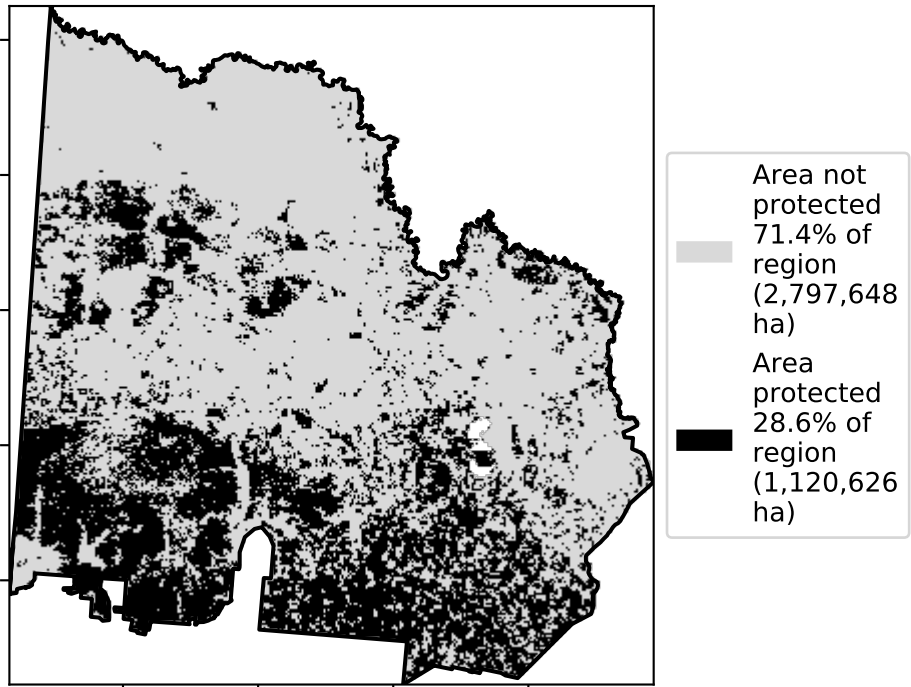 Area not
protected
71.4% of
region
(2,797,648
ha)
Area
protected
28.6% of
region
(1,120,626
ha)